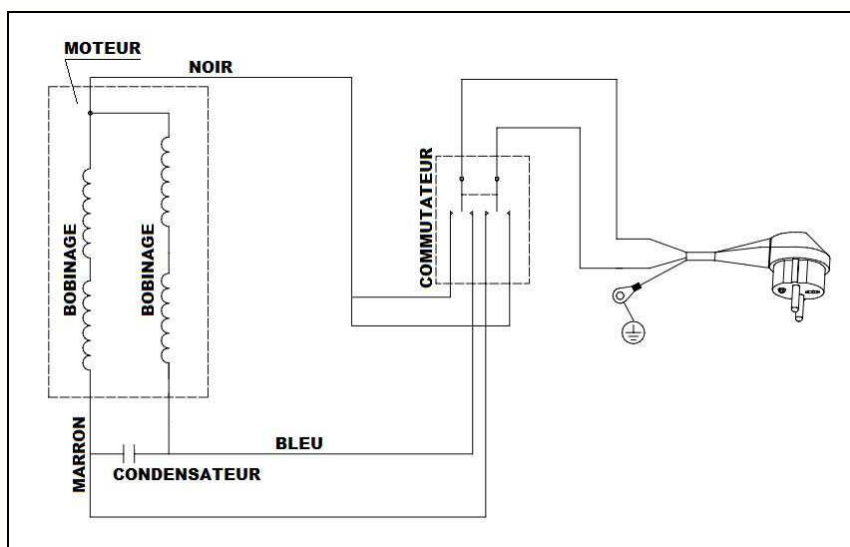 MOTEUR
NOIR
COMMUTATEUR
BOBINAGE
BOBINAGE
MARRON
BLEU
CONDENSATEUR